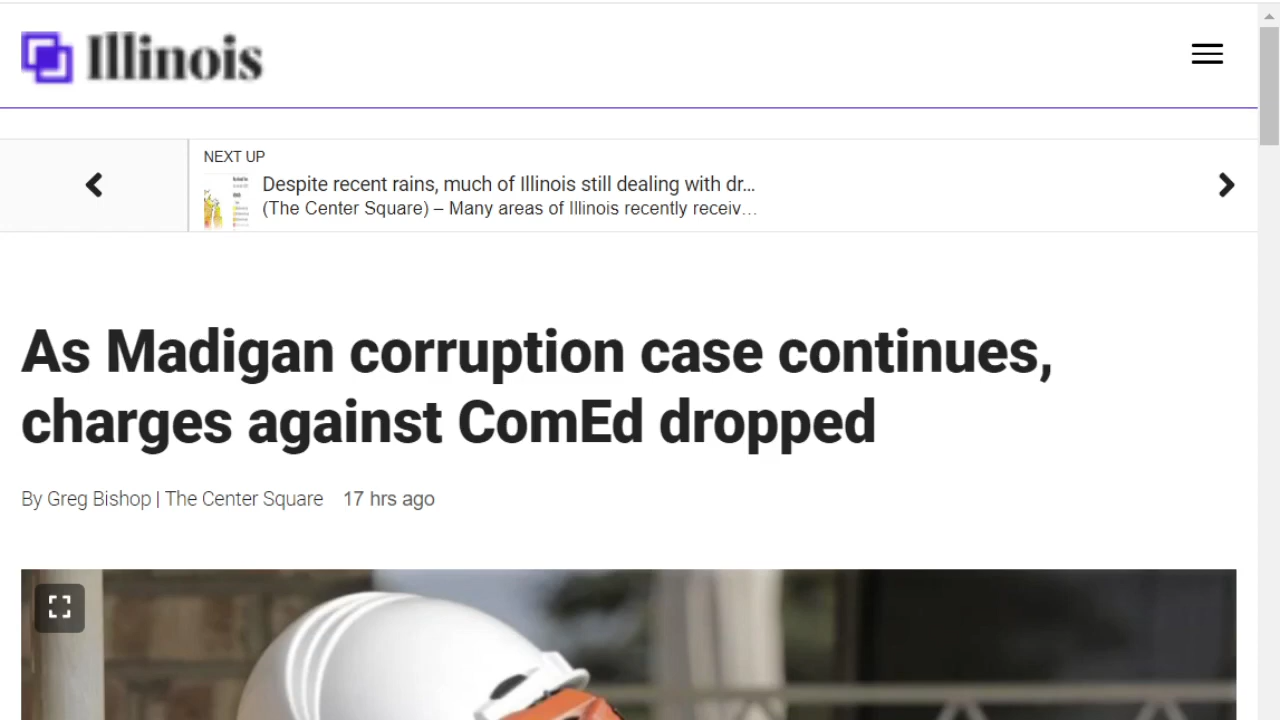 Illinois
NEXT UP
Despite recent rains, much of Illinois still dealing with dr...
(The Center Square) – Many areas of Illinois recently receiv...
As Madigan corruption case continues,
charges against ComEd dropped
By Greg Bishop | The Center Square 17 hrs ago